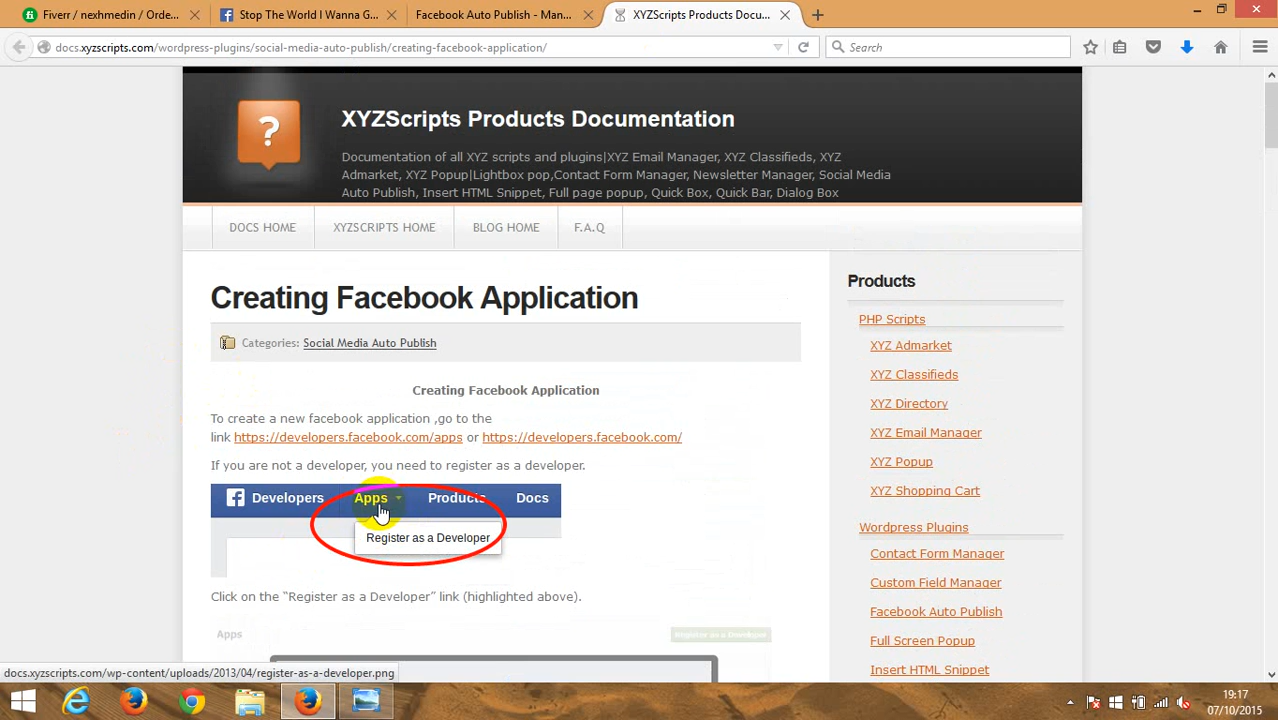 Fiverr / nexhmedin / Orde...
Stop The World I Wanna G...
Facebook Auto Publish - Man...
XYZScripts Products Docu...
docs.xyzscripts.com/wordpress-plugins/social-media-auto-publish/creating-facebook-application/
Search
?
XYZScripts Products Documentation
Documentation of all XYZ scripts and plugins|XYZ Email Manager, XYZ Classifieds, XYZ
Admarket, XYZ Popup|Lightbox pop,Contact Form Manager, Newsletter Manager, Social Media
Auto Publish, Insert HTML Snippet, Full page popup, Quick Box, Quick Bar, Dialog Box
DOCS HOME
XYZSCRIPTS HOME
BLOG HOME
F.A.Q
Creating Facebook Application
Categories: Social Media Auto Publish
Creating Facebook Application
To create a new facebook application ,go to the
link https://developers.facebook.com/apps or https://developers.facebook.com/
If you are not a developer, you need to register as a developer.
Developers Apps Products Docs
Register as a Developer
Click on the “Register as a Developer” link (highlighted above).
Apps
Register as a Developer
Products
PHP Scripts
XYZ Admarket
XYZ Classifieds
XYZ Directory
XYZ Email Manager
XYZ Popup
XYZ Shopping Cart
Wordpress Plugins
Contact Form Manager
Custom Field Manager
Facebook Auto Publish
Full Screen Popup
Insert HTML Snippet
docs.xyzscripts.com/wp-content/uploads/2013/04/register-as-a-developer.png
19:17
07/10/2015